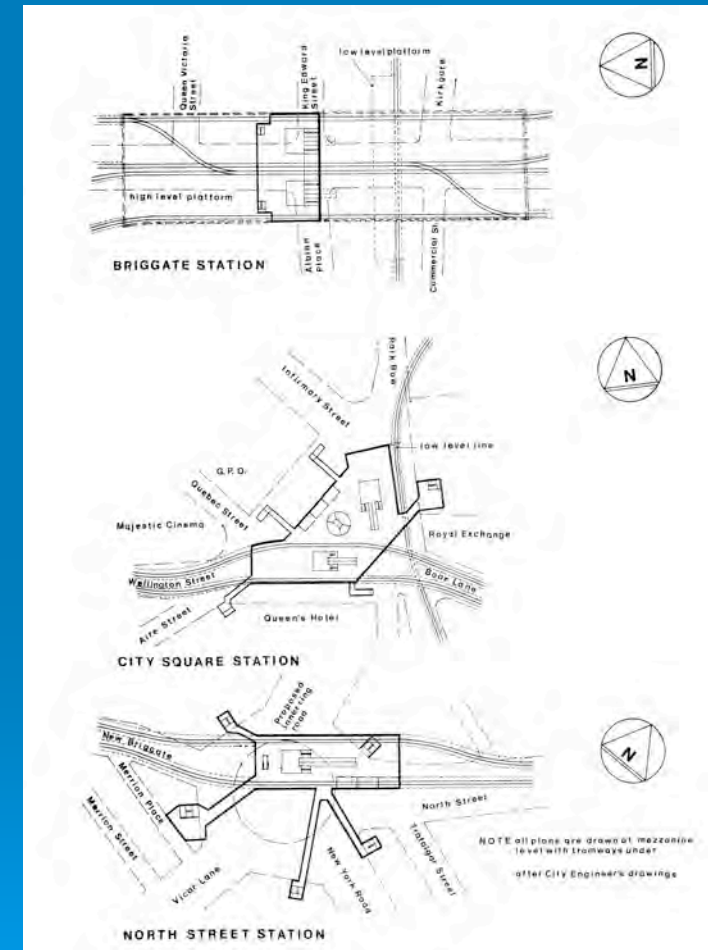 low level platform
Queen Victoria
Street
King Edward
Street
Kirkgate
N
high level platform
Albion
Place
Commercial St.
BRIGGATE STATION
Park Row
Infirmary Street
N
low level line
G.P.O.
Quebec Street
Majestic Cinema
Royal Exchange
Wellington Street
Boar Lane
Aire Street
Queen's Hotel
CITY SQUARE STATION
Proposed
inner ring
road
New Briggate
N
Merrion Place
Merrion Street
North Street
Trafalgar Street
New York Road
Vicar Lane
NOTE all plans are drawn at mezzanine
level with tramways under
after City Engineer's drawings
NORTH STREET STATION